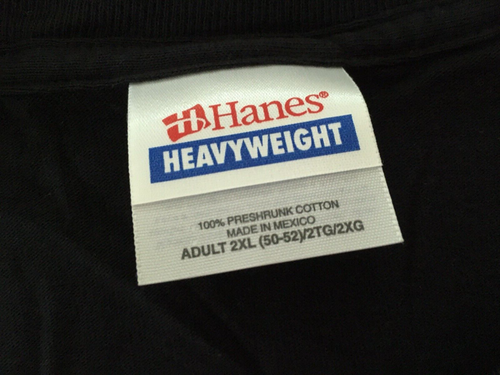 Hanes®
HEAVYWEIGHT
100% PRESHRUNK COTTON
MADE IN MEXICO
ADULT 2XL (50-52)/2TG/2XG